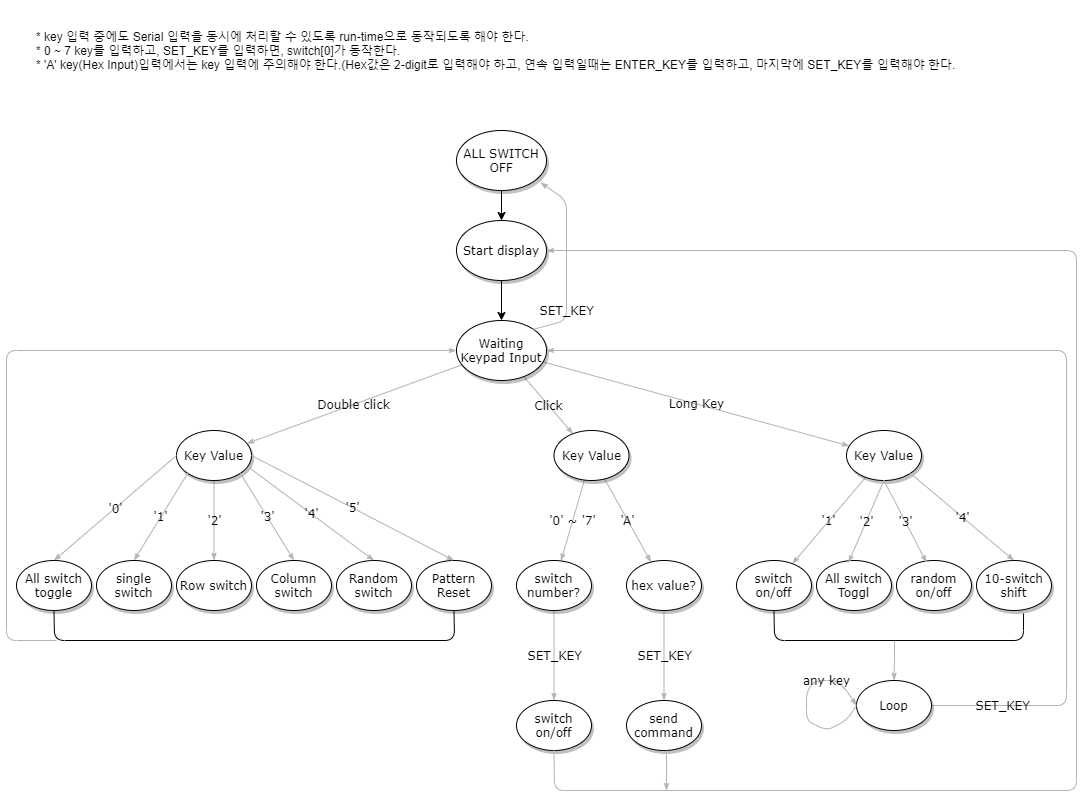 * key 입력 중에도 Serial 입력을 동시에 처리할 수 있도록 run-time으로 동작되도록 해야 한다.
* 0 ~ 7 key를 입력하고, SET_KEY를 입력하면, switch[0]가 동작한다.
* 'A' key(Hex Input)입력에서는 key 입력에 주의해야 한다.(Hex값은 2-digit로 입력해야 하고, 연속 입력일때는 ENTER_KEY를 입력하고, 마지막에 SET_KEY를 입력해야 한다.
ALL SWITCH
OFF
Start display
SET_KEY
Waiting
Keypad Input
Double click
Click
Long Key
Key Value
Key Value
Key Value
'0'
'1'
'2'
'3'
'4'
'5'
'0' ~ '7'
'A'
'1'
'2'
'3'
'4'
All switch
toggle
single
switch
Row switch
Column
switch
Random
switch
Pattern
Reset
switch
number?
hex value?
switch
on/off
All switch
Toggl
random
on/off
10-switch
shift
SET_KEY
SET_KEY
any key
Loop
SET_KEY
switch
on/off
send
command